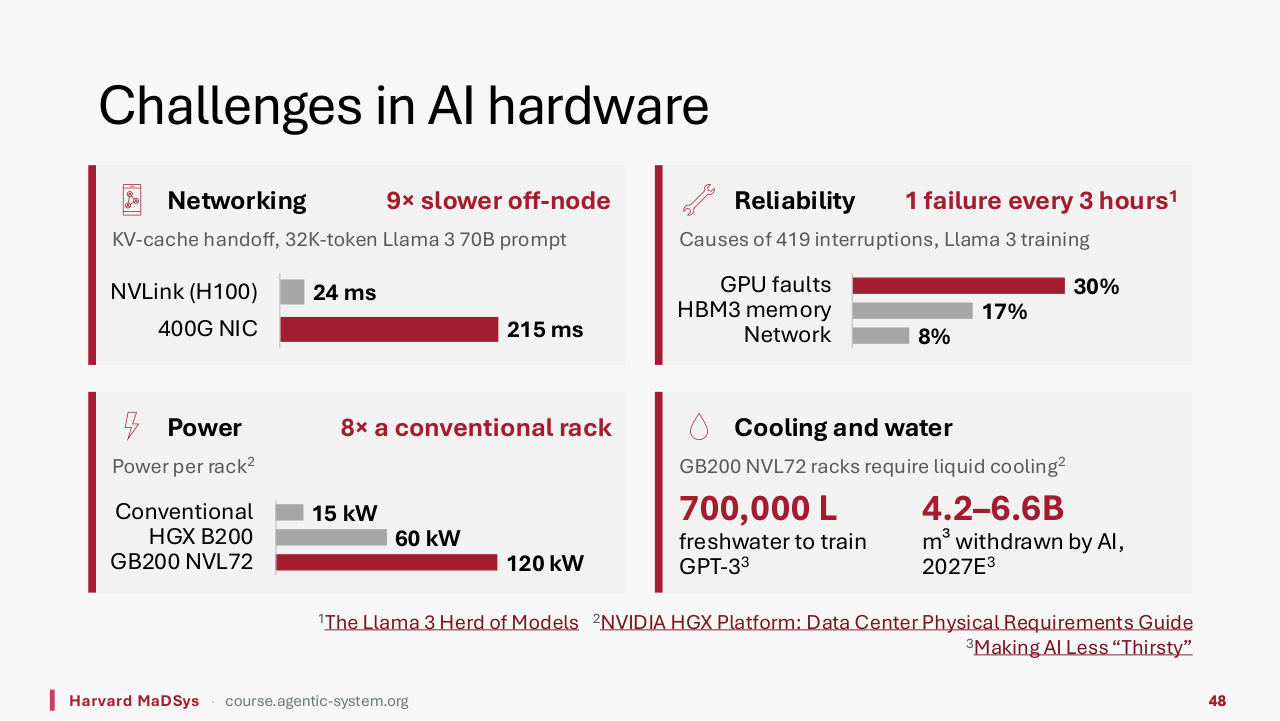 Challenges in AI hardware
Networking 9× slower off-node
KV-cache handoff, 32K-token Llama 3 70B prompt
NVLink (H100) 24 ms
400G NIC 215 ms
Reliability 1 failure every 3 hours¹
Causes of 419 interruptions, Llama 3 training
GPU faults 30%
HBM3 memory 17%
Network 8%
Power 8× a conventional rack
Power per rack²
Conventional 15 kW
HGX B200 60 kW
GB200 NVL72 120 kW
Cooling and water
GB200 NVL72 racks require liquid cooling²
700,000 L
freshwater to train
GPT-3³
4.2–6.6B
m³ withdrawn by AI,
2027E³
¹The Llama 3 Herd of Models ²NVIDIA HGX Platform: Data Center Physical Requirements Guide
³Making AI Less “Thirsty”
Harvard MaDSys · course.agentic-system.org 48